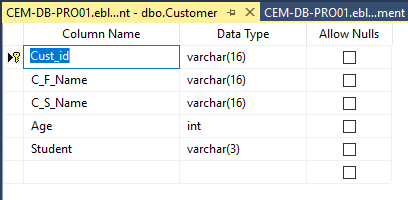 CEM-DB-PRO01.ebl...nt - dbo.Customer CEM-DB-PRO01.ebl...ment
Column Name Data Type Allow Nulls
Cust_id varchar(16)
C_F_Name varchar(16)
C_S_Name varchar(16)
Age int
Student varchar(3)